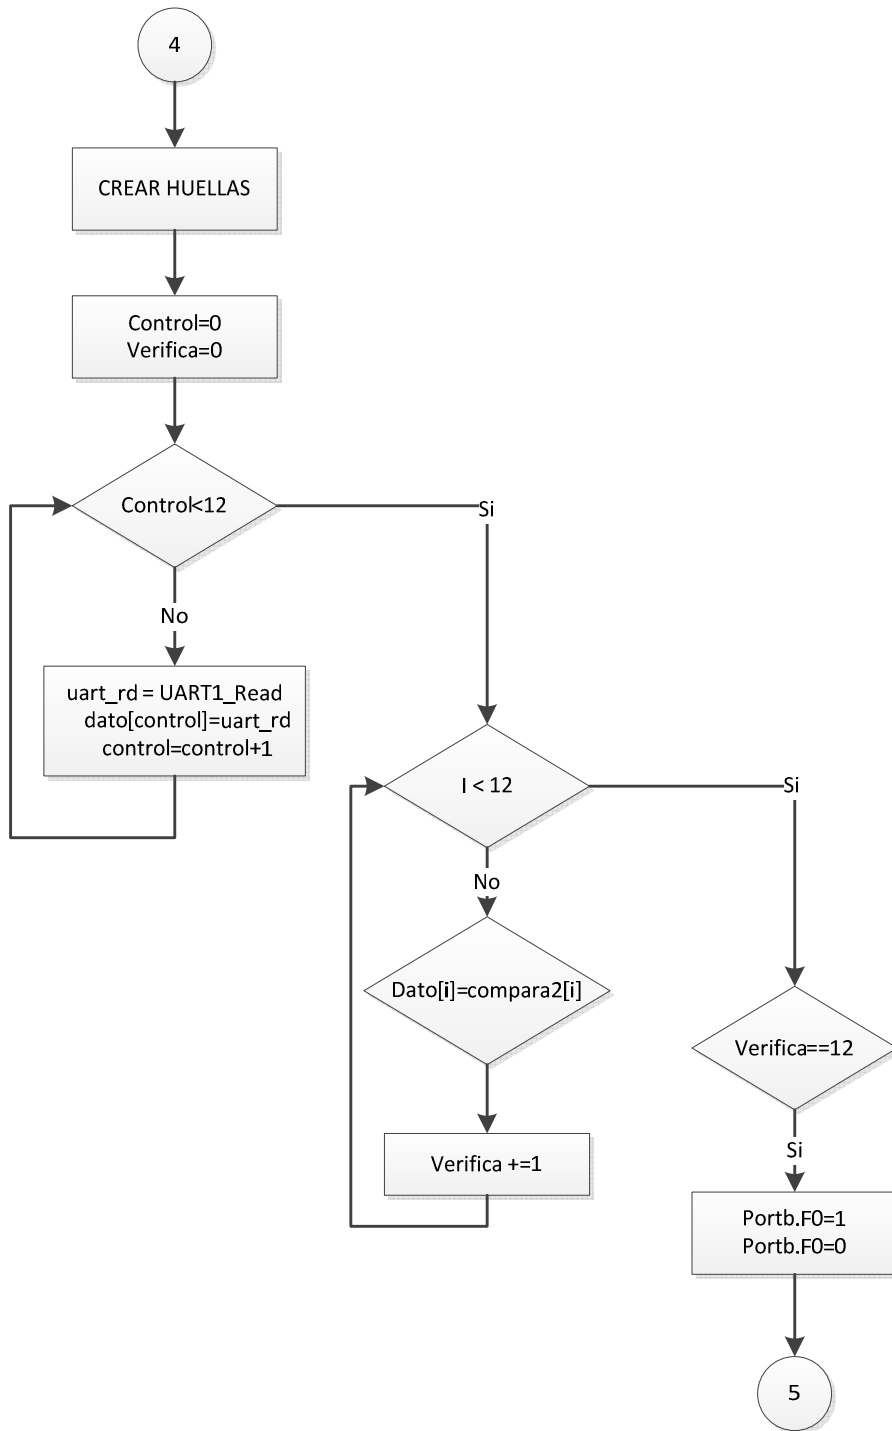 4
CREAR HUELLAS
Control=0
Verifica=0
Control<12
Si
No
uart_rd = UART1_Read
dato[control]=uart_rd
control=control+1
I < 12
Si
No
Dato[i]=compara2[i]
Verifica==12
Verifica +=1
Si
Portb.F0=1
Portb.F0=0
5